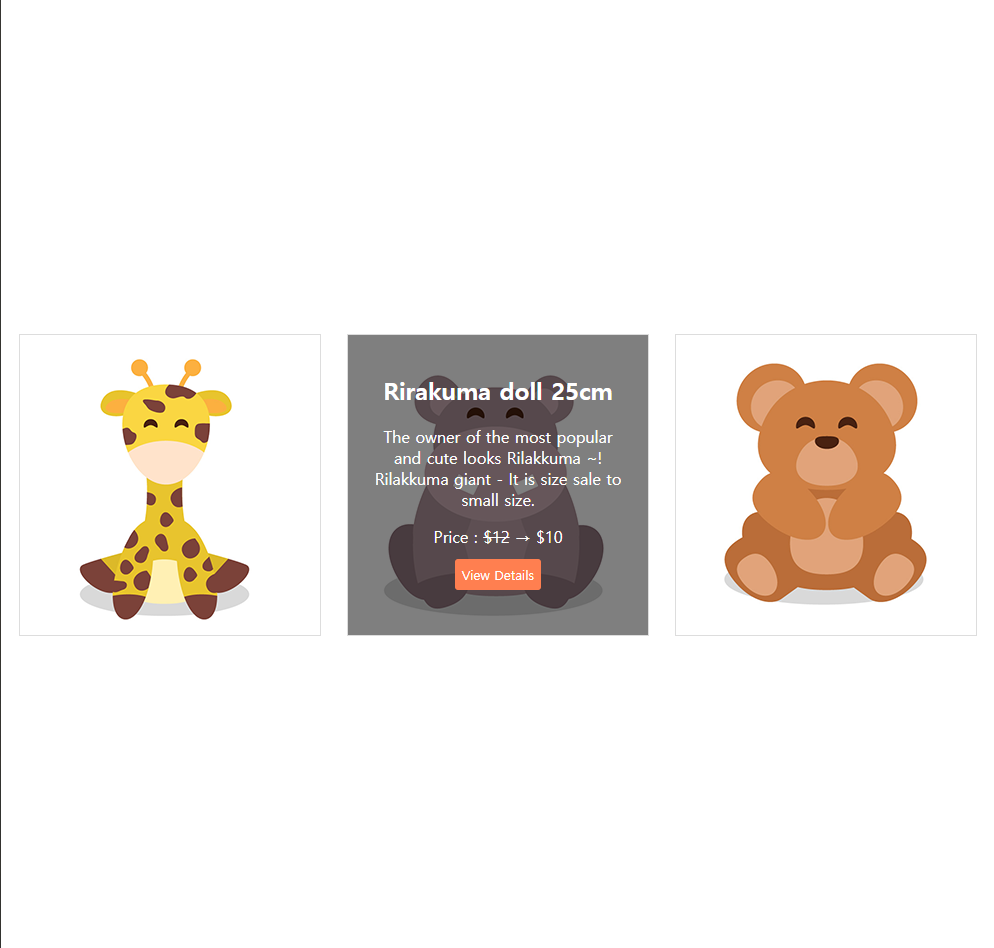 Rirakuma doll 25cm
The owner of the most popular
and cute looks Rilakkuma ~!
Rilakkuma giant - It is size sale to
small size.
Price : $12 → $10
View Details